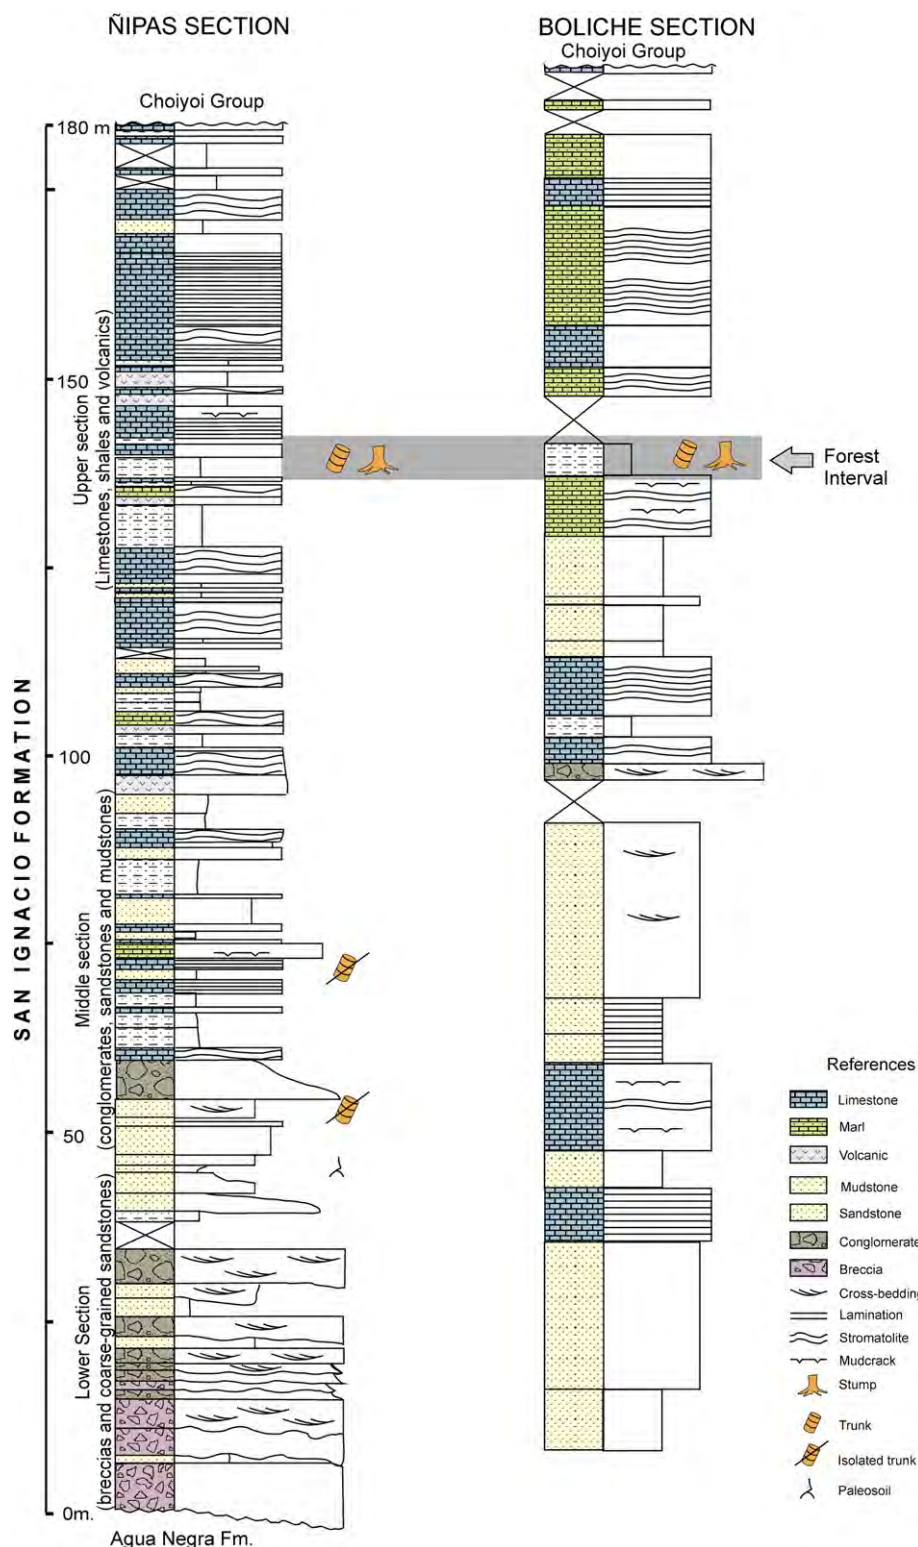 ÑIPAS SECTION
BOLICHE SECTION
Choiyoi Group
Choiyoi Group
180 m
150
100
50
0m.
SAN IGNACIO FORMATION
Upper section
(Limestones, shales and volcanics)
Middle section
(conglomerates, sandstones and mudstones)
Lower Section
(breccias and coarse-grained sandstones)
Agua Negra Fm.
Forest
Interval
References
Limestone
Marl
Volcanic
Mudstone
Sandstone
Conglomerate
Breccia
Cross-bedding
Lamination
Stromatolite
Mudcrack
Stump
Trunk
Isolated trunk
Paleosoil